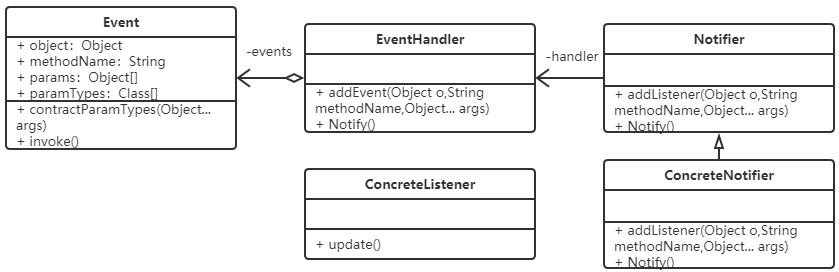 Event
+ object：Object
+ methodName：String
+ params：Object[]
+ paramTypes：Class[]
+ contractParamTypes(Object...
args)
+ invoke()
-events
EventHandler
+ addEvent(Object o,String
methodName,Object... args)
+ Notify()
-handler
Notifier
+ addListener(Object o,String
methodName,Object... args)
+ Notify()
ConcreteListener
+ update()
ConcreteNotifier
+ addListener(Object o,String
methodName,Object... args)
+ Notify()